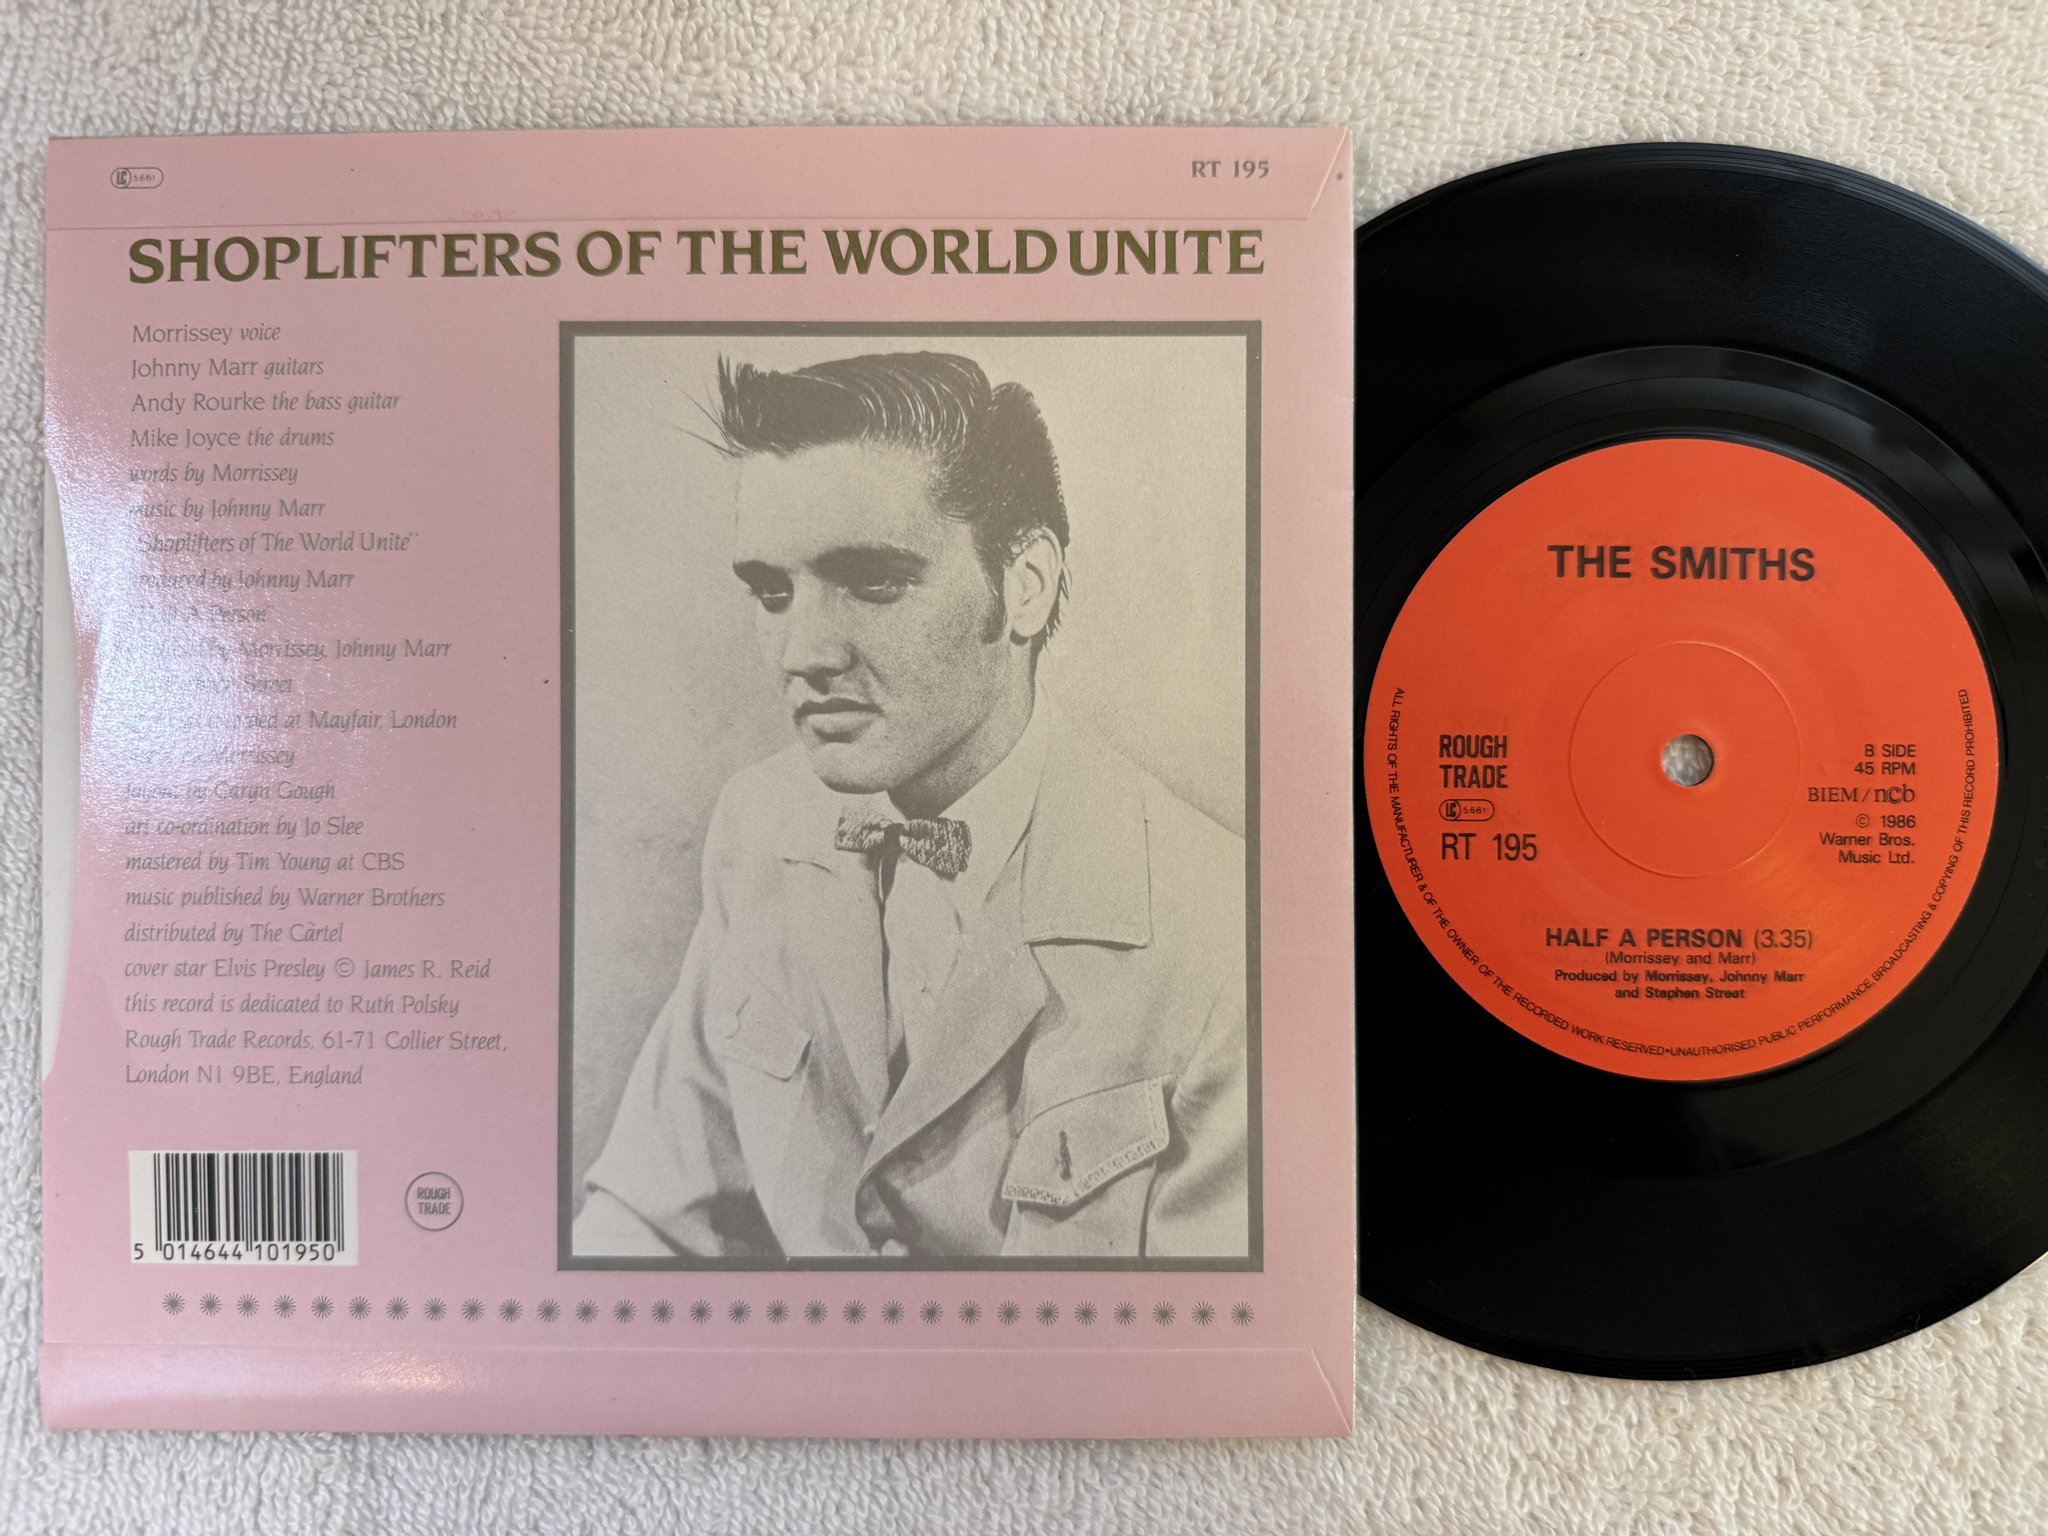 LC 5661
RT 195
SHOPLIFTERS OF THE WORLD UNITE
Morrissey voice
Johnny Marr guitars
Andy Rourke the bass guitar
Mike Joyce the drums
words by Morrissey
music by Johnny Marr
"Shoplifters of The World Unite"
produced by Johnny Marr
"Half A Person"
produced by Morrissey, Johnny Marr
Street
recorded at Mayfair, London
Morrissey
layout by Caryn Gough
art co-ordination by Jo Slee
mastered by Tim Young at CBS
music published by Warner Brothers
distributed by The Cartel
cover star Elvis Presley © James R. Reid
this record is dedicated to Ruth Polsky
Rough Trade Records, 61-71 Collier Street,
London N1 9BE, England
5 014644 101950
ROUGH
TRADE
THE SMITHS
ROUGH
TRADE
LC 5661
RT 195
B SIDE
45 RPM
BIEM/ncb
© 1986
Warner Bros.
Music Ltd.
HALF A PERSON (3.35)
(Morrissey and Marr)
Produced by Morrissey, Johnny Marr
and Stephen Street
ALL RIGHTS OF THE MANUFACTURER & OF THE OWNER OF THE RECORDED WORK RESERVED•UNAUTHORISED PUBLIC PERFORMANCE, BROADCASTING & COPYING OF THIS RECORD PROHIBITED